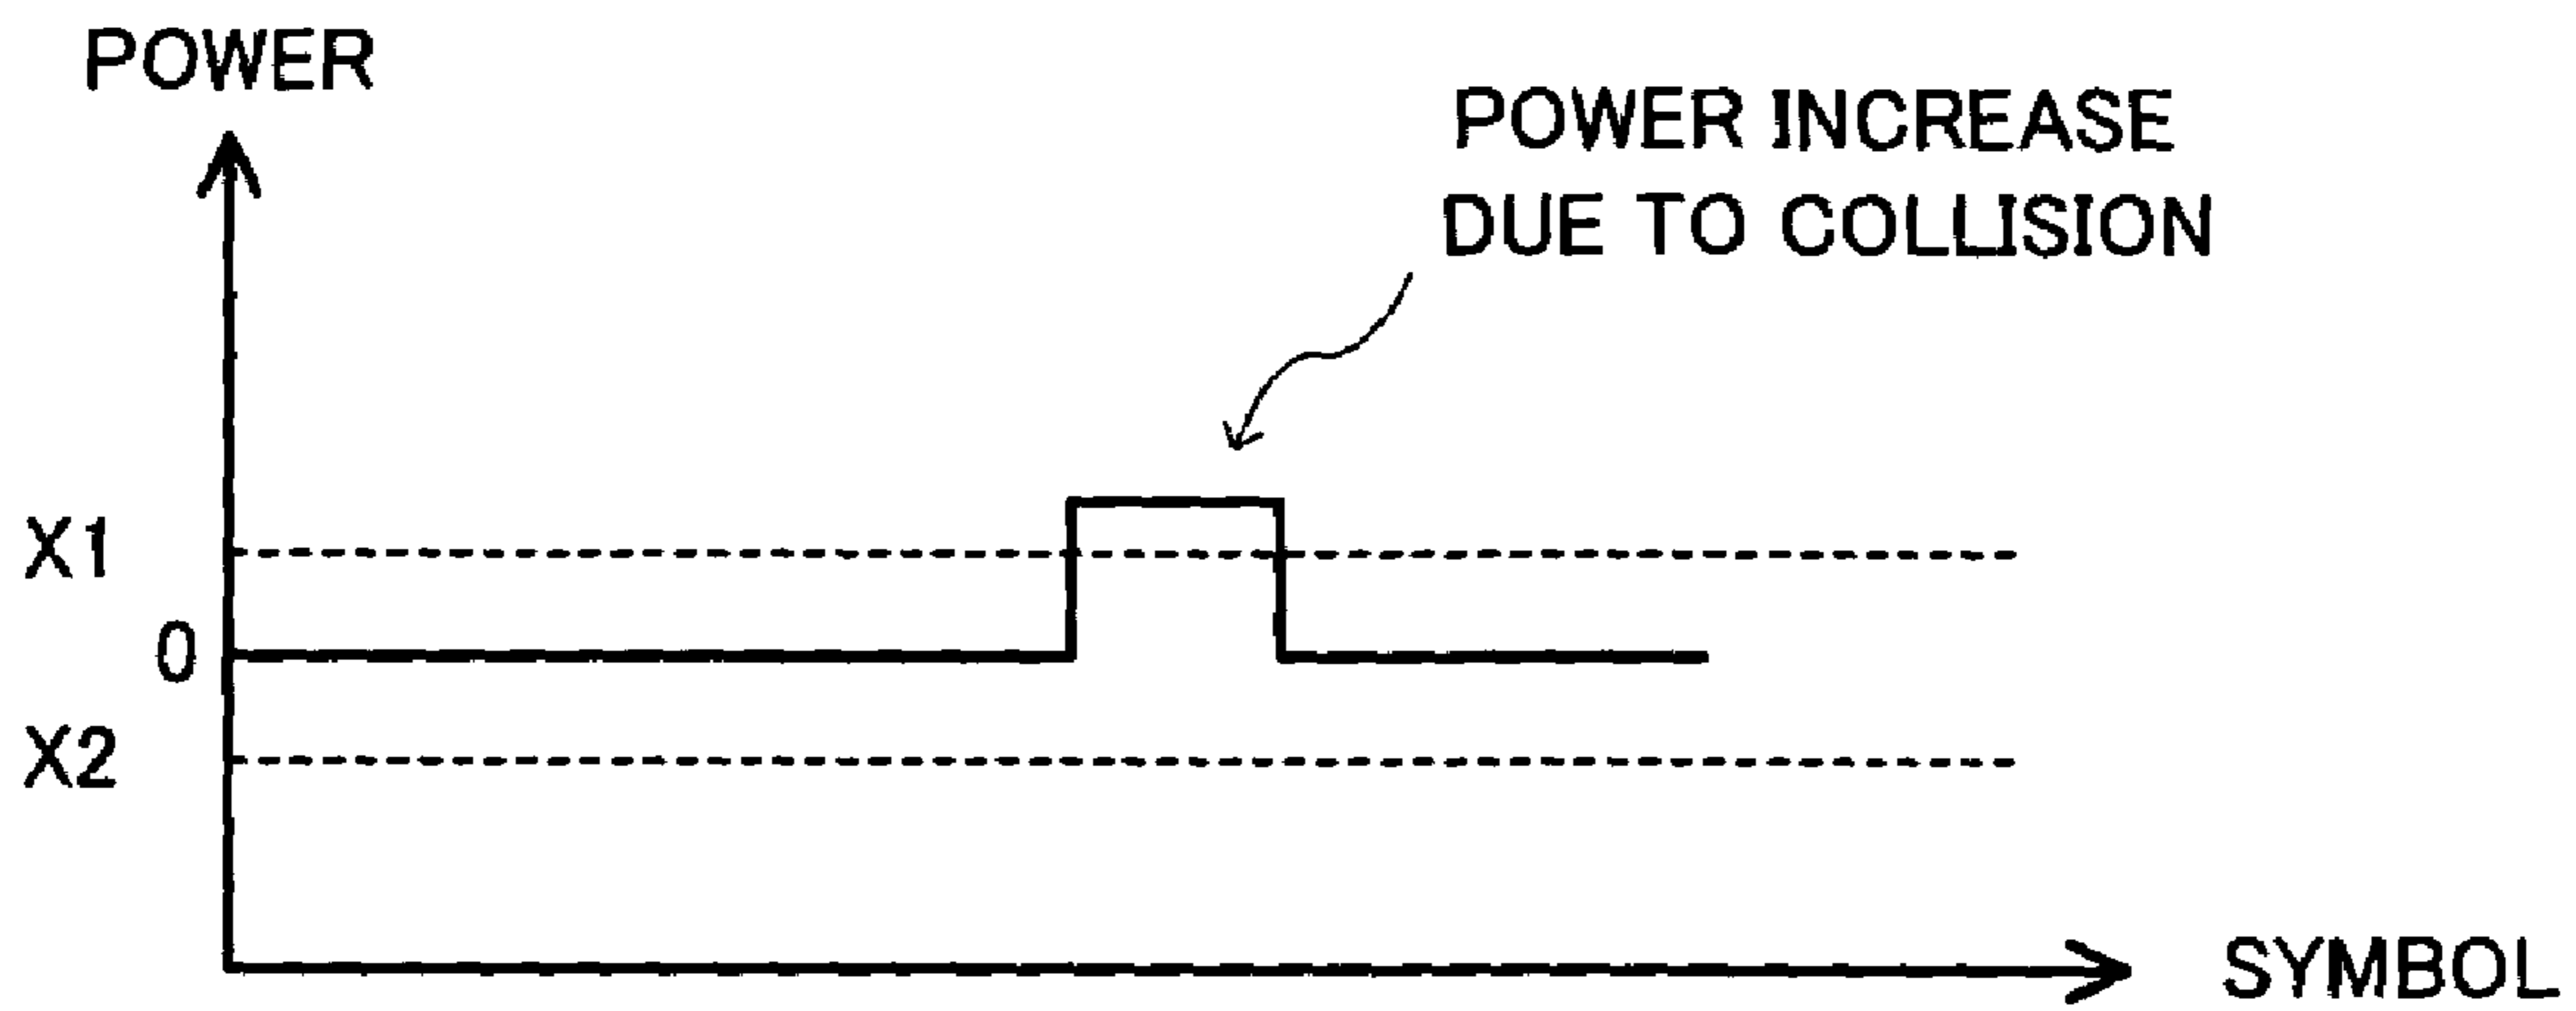 POWER
POWER INCREASE
DUE TO COLLISION
X1
0
X2
SYMBOL